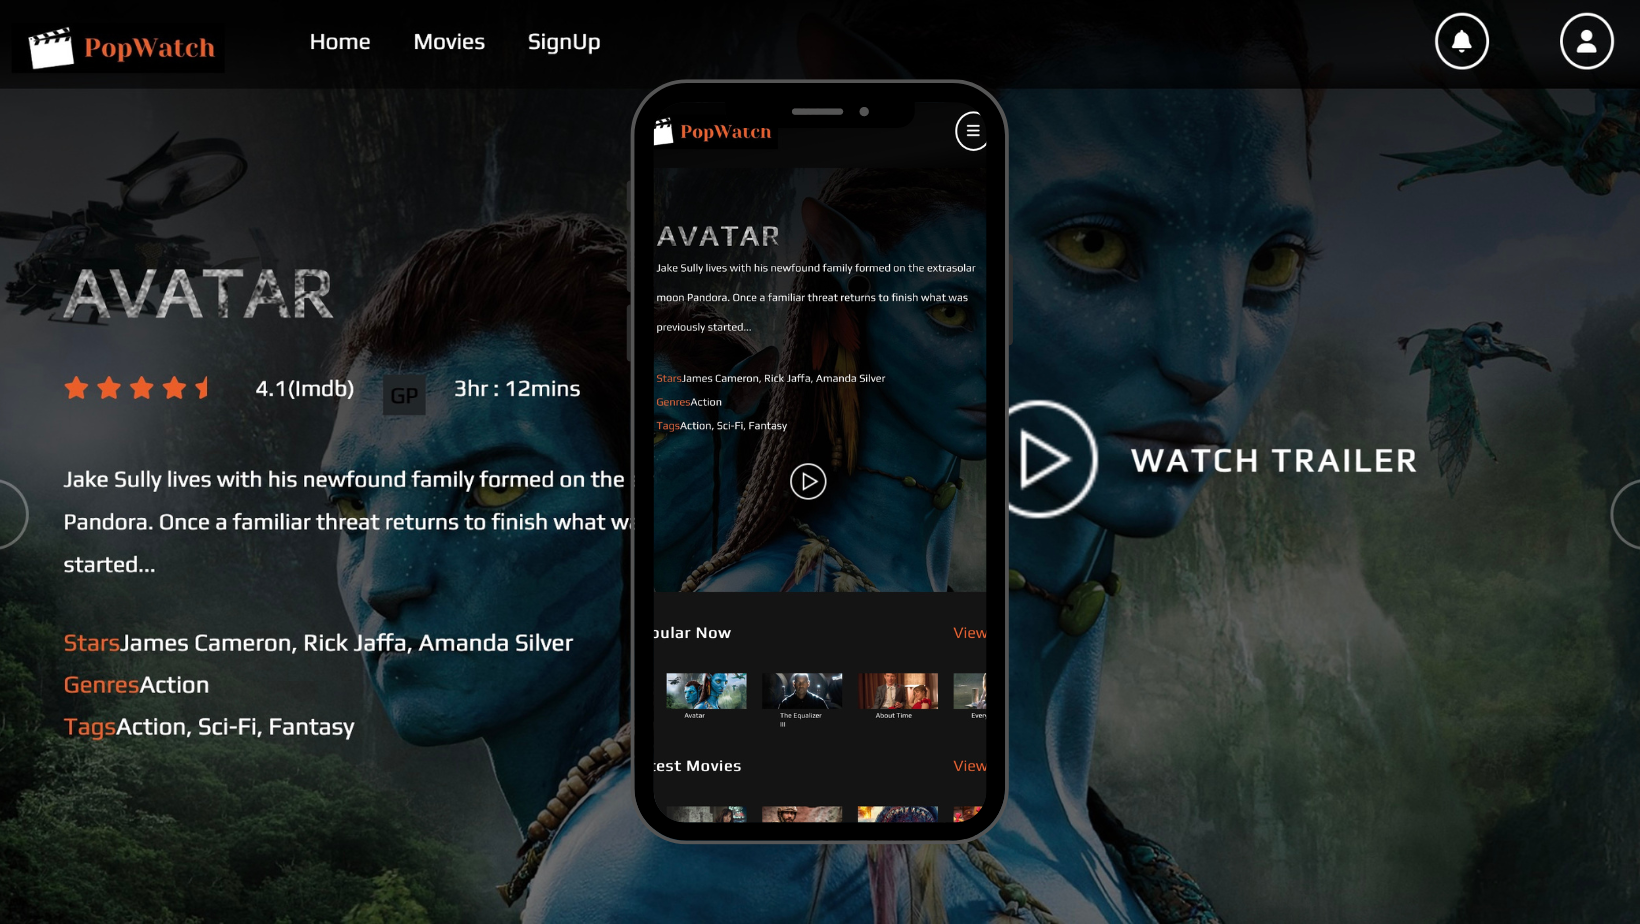 PopWatch
Home Movies SignUp
AVATAR
4.1(Imdb) GP 3hr : 12mins
Jake Sully lives with his newfound family formed on the
Pandora. Once a familiar threat returns to finish what wa
started...
StarsJames Cameron, Rick Jaffa, Amanda Silver
GenresAction
TagsAction, Sci-Fi, Fantasy
PopWatch
AVATAR
Jake Sully lives with his newfound family formed on the extrasolar
moon Pandora. Once a familiar threat returns to finish what was
previously started...
StarsJames Cameron, Rick Jaffa, Amanda Silver
GenresAction
TagsAction, Sci-Fi, Fantasy
pular Now View
Avatar The Equalizer About Time Every
III
test Movies View
WATCH TRAILER